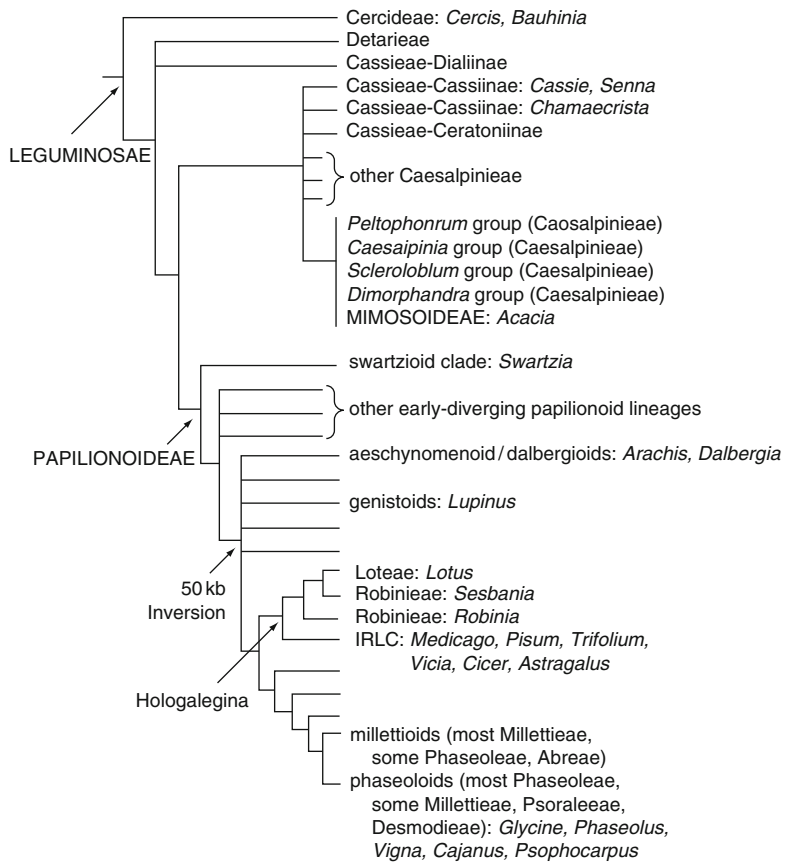 Cercideae: Cercis, Bauhinia
Detarieae
Cassieae-Dialiinae
Cassieae-Cassiinae: Cassie, Senna
Cassieae-Cassiinae: Chamaecrista
Cassieae-Ceratoniinae
LEGUMINOSAE
other Caesalpinieae
Peltophonrum group (Caosalpinieae)
Caesaipinia group (Caesalpinieae)
Scleroloblum group (Caesalpinieae)
Dimorphandra group (Caesalpinieae)
MIMOSOIDEAE: Acacia
swartzioid clade: Swartzia
other early-diverging papilionoid lineages
PAPILIONOIDEAE
aeschynomenoid/dalbergioids: Arachis, Dalbergia
genistoids: Lupinus
50 kb
Inversion
Loteae: Lotus
Robinieae: Sesbania
Robinieae: Robinia
IRLC: Medicago, Pisum, Trifolium,
Vicia, Cicer, Astragalus
Hologalegina
millettioids (most Millettieae,
some Phaseoleae, Abreae)
phaseoloids (most Phaseoleae,
some Millettieae, Psoraleeae,
Desmodieae): Glycine, Phaseolus,
Vigna, Cajanus, Psophocarpus